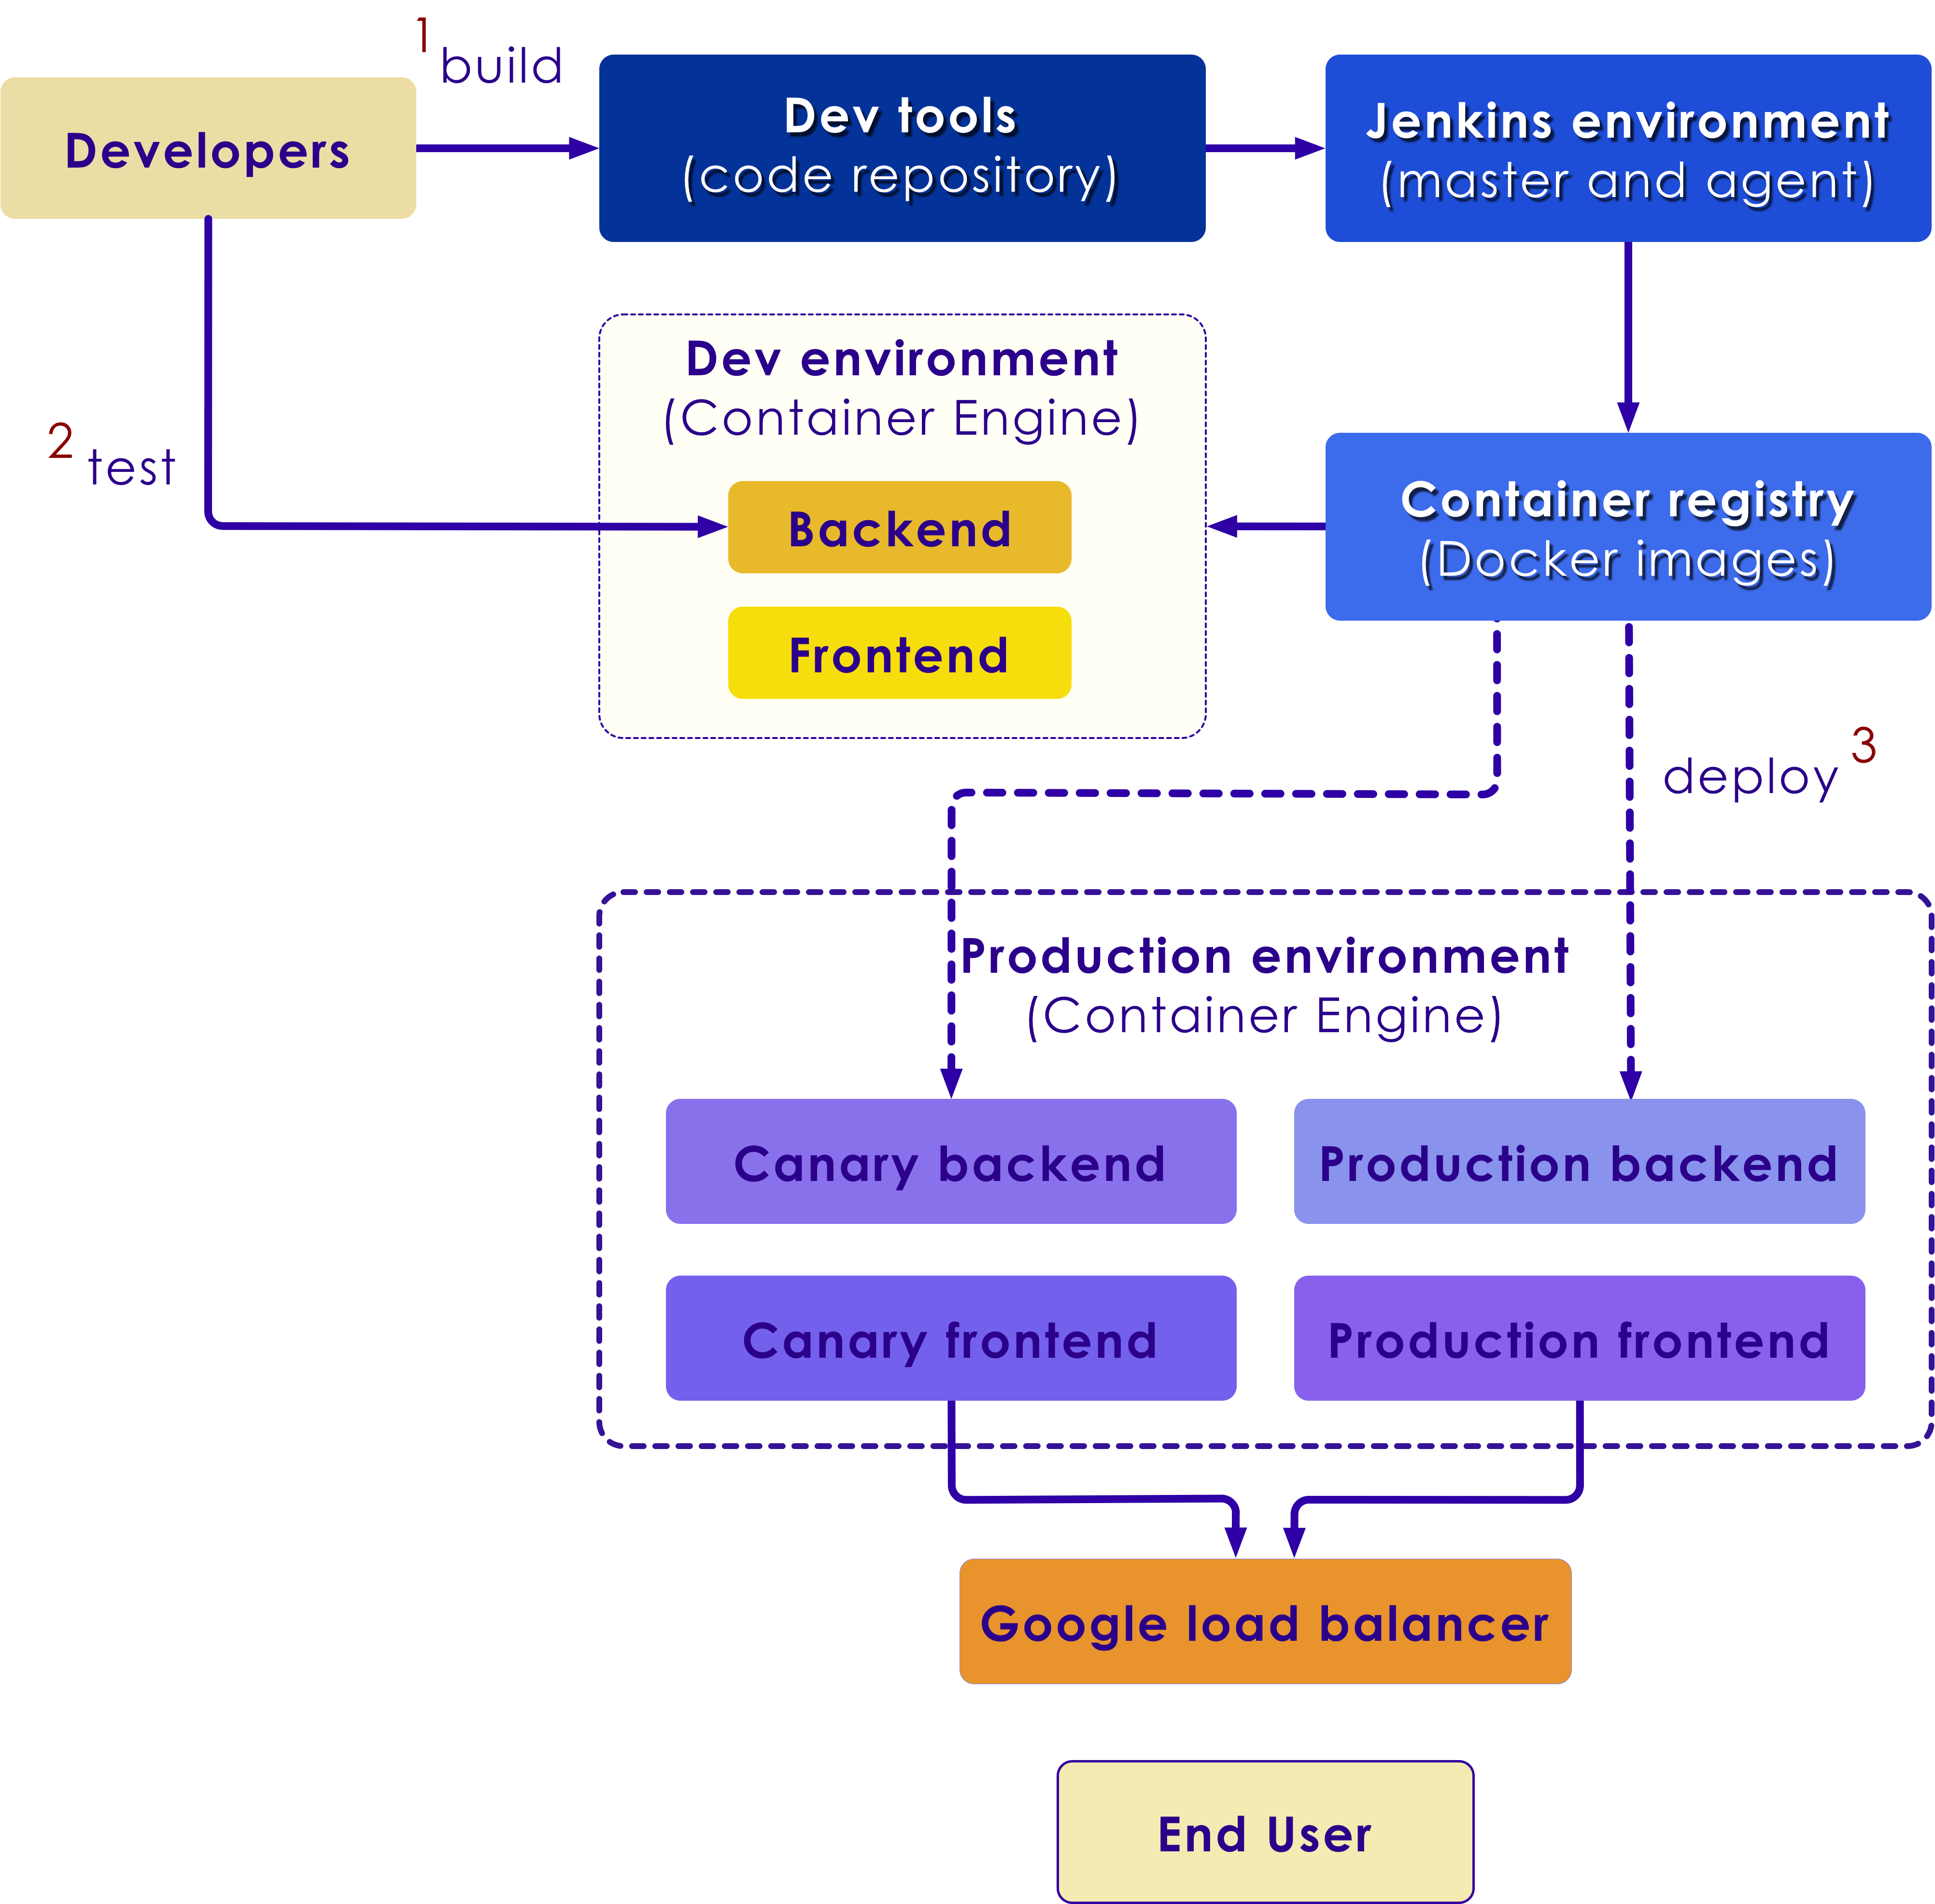 1
build
Developers
Dev tools
(code repository)
Jenkins environment
(master and agent)
Dev environment
(Container Engine)
2
test
Backend
Frontend
Container registry
(Docker images)
deploy
3
Production environment
(Container Engine)
Canary backend
Production backend
Canary frontend
Production frontend
Google load balancer
End User